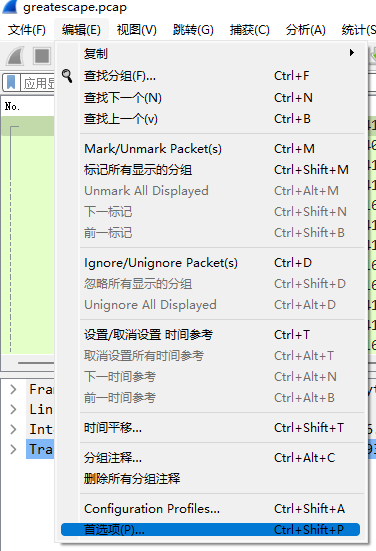 greatescape.pcap
文件(F) 编辑(E) 视图(V) 跳转(G) 捕获(C) 分析(A) 统计(S
应用显
No.
复制
查找分组(F)... Ctrl+F
查找下一个(N) Ctrl+N
查找上一个(v) Ctrl+B
Mark/Unmark Packet(s) Ctrl+M
标记所有显示的分组 Ctrl+Shift+M
Unmark All Displayed Ctrl+Alt+M
下一标记 Ctrl+Shift+N
前一标记 Ctrl+Shift+B
Ignore/Unignore Packet(s) Ctrl+D
忽略所有显示的分组 Ctrl+Shift+D
Unignore All Displayed Ctrl+Alt+D
设置/取消设置 时间参考 Ctrl+T
取消设置所有时间参考 Ctrl+Alt+T
下一时间参考 Ctrl+Alt+N
前一时间参考 Ctrl+Alt+B
时间平移... Ctrl+Shift+T
分组注释... Ctrl+Alt+C
删除所有分组注释
Configuration Profiles... Ctrl+Shift+A
首选项(P)... Ctrl+Shift+P
Fram
Lin
Int
Tra